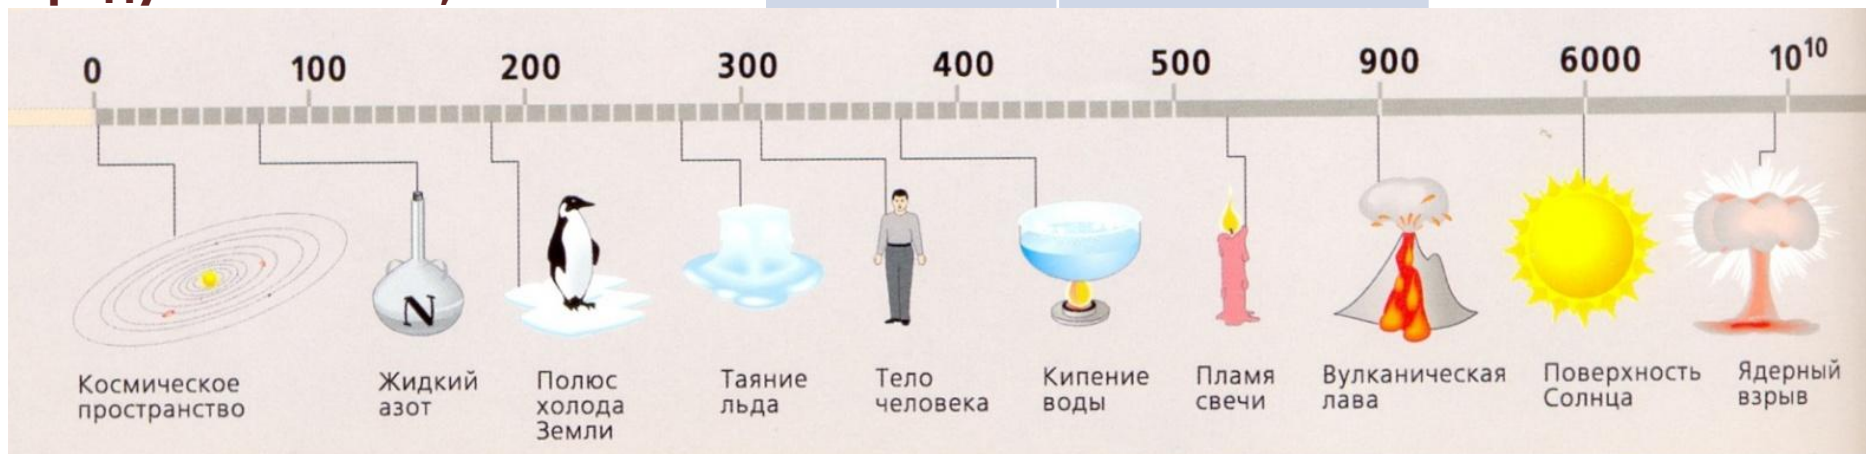 0 100 200 300 400 500 900 6000 10¹⁰
N
Космическое
пространство
Жидкий
азот
Полюс
холода
Земли
Таяние
льда
Тело
человека
Кипение
воды
Пламя
свечи
Вулканическая
лава
Поверхность
Солнца
Ядерный
взрыв